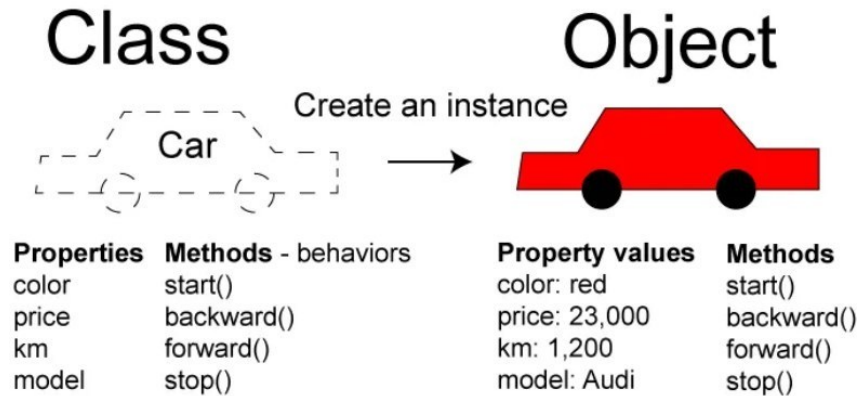 Class
Object
Create an instance
Car
Properties Methods - behaviors
color start()
price backward()
km forward()
model stop()
Property values Methods
color: red start()
price: 23,000 backward()
km: 1,200 forward()
model: Audi stop()